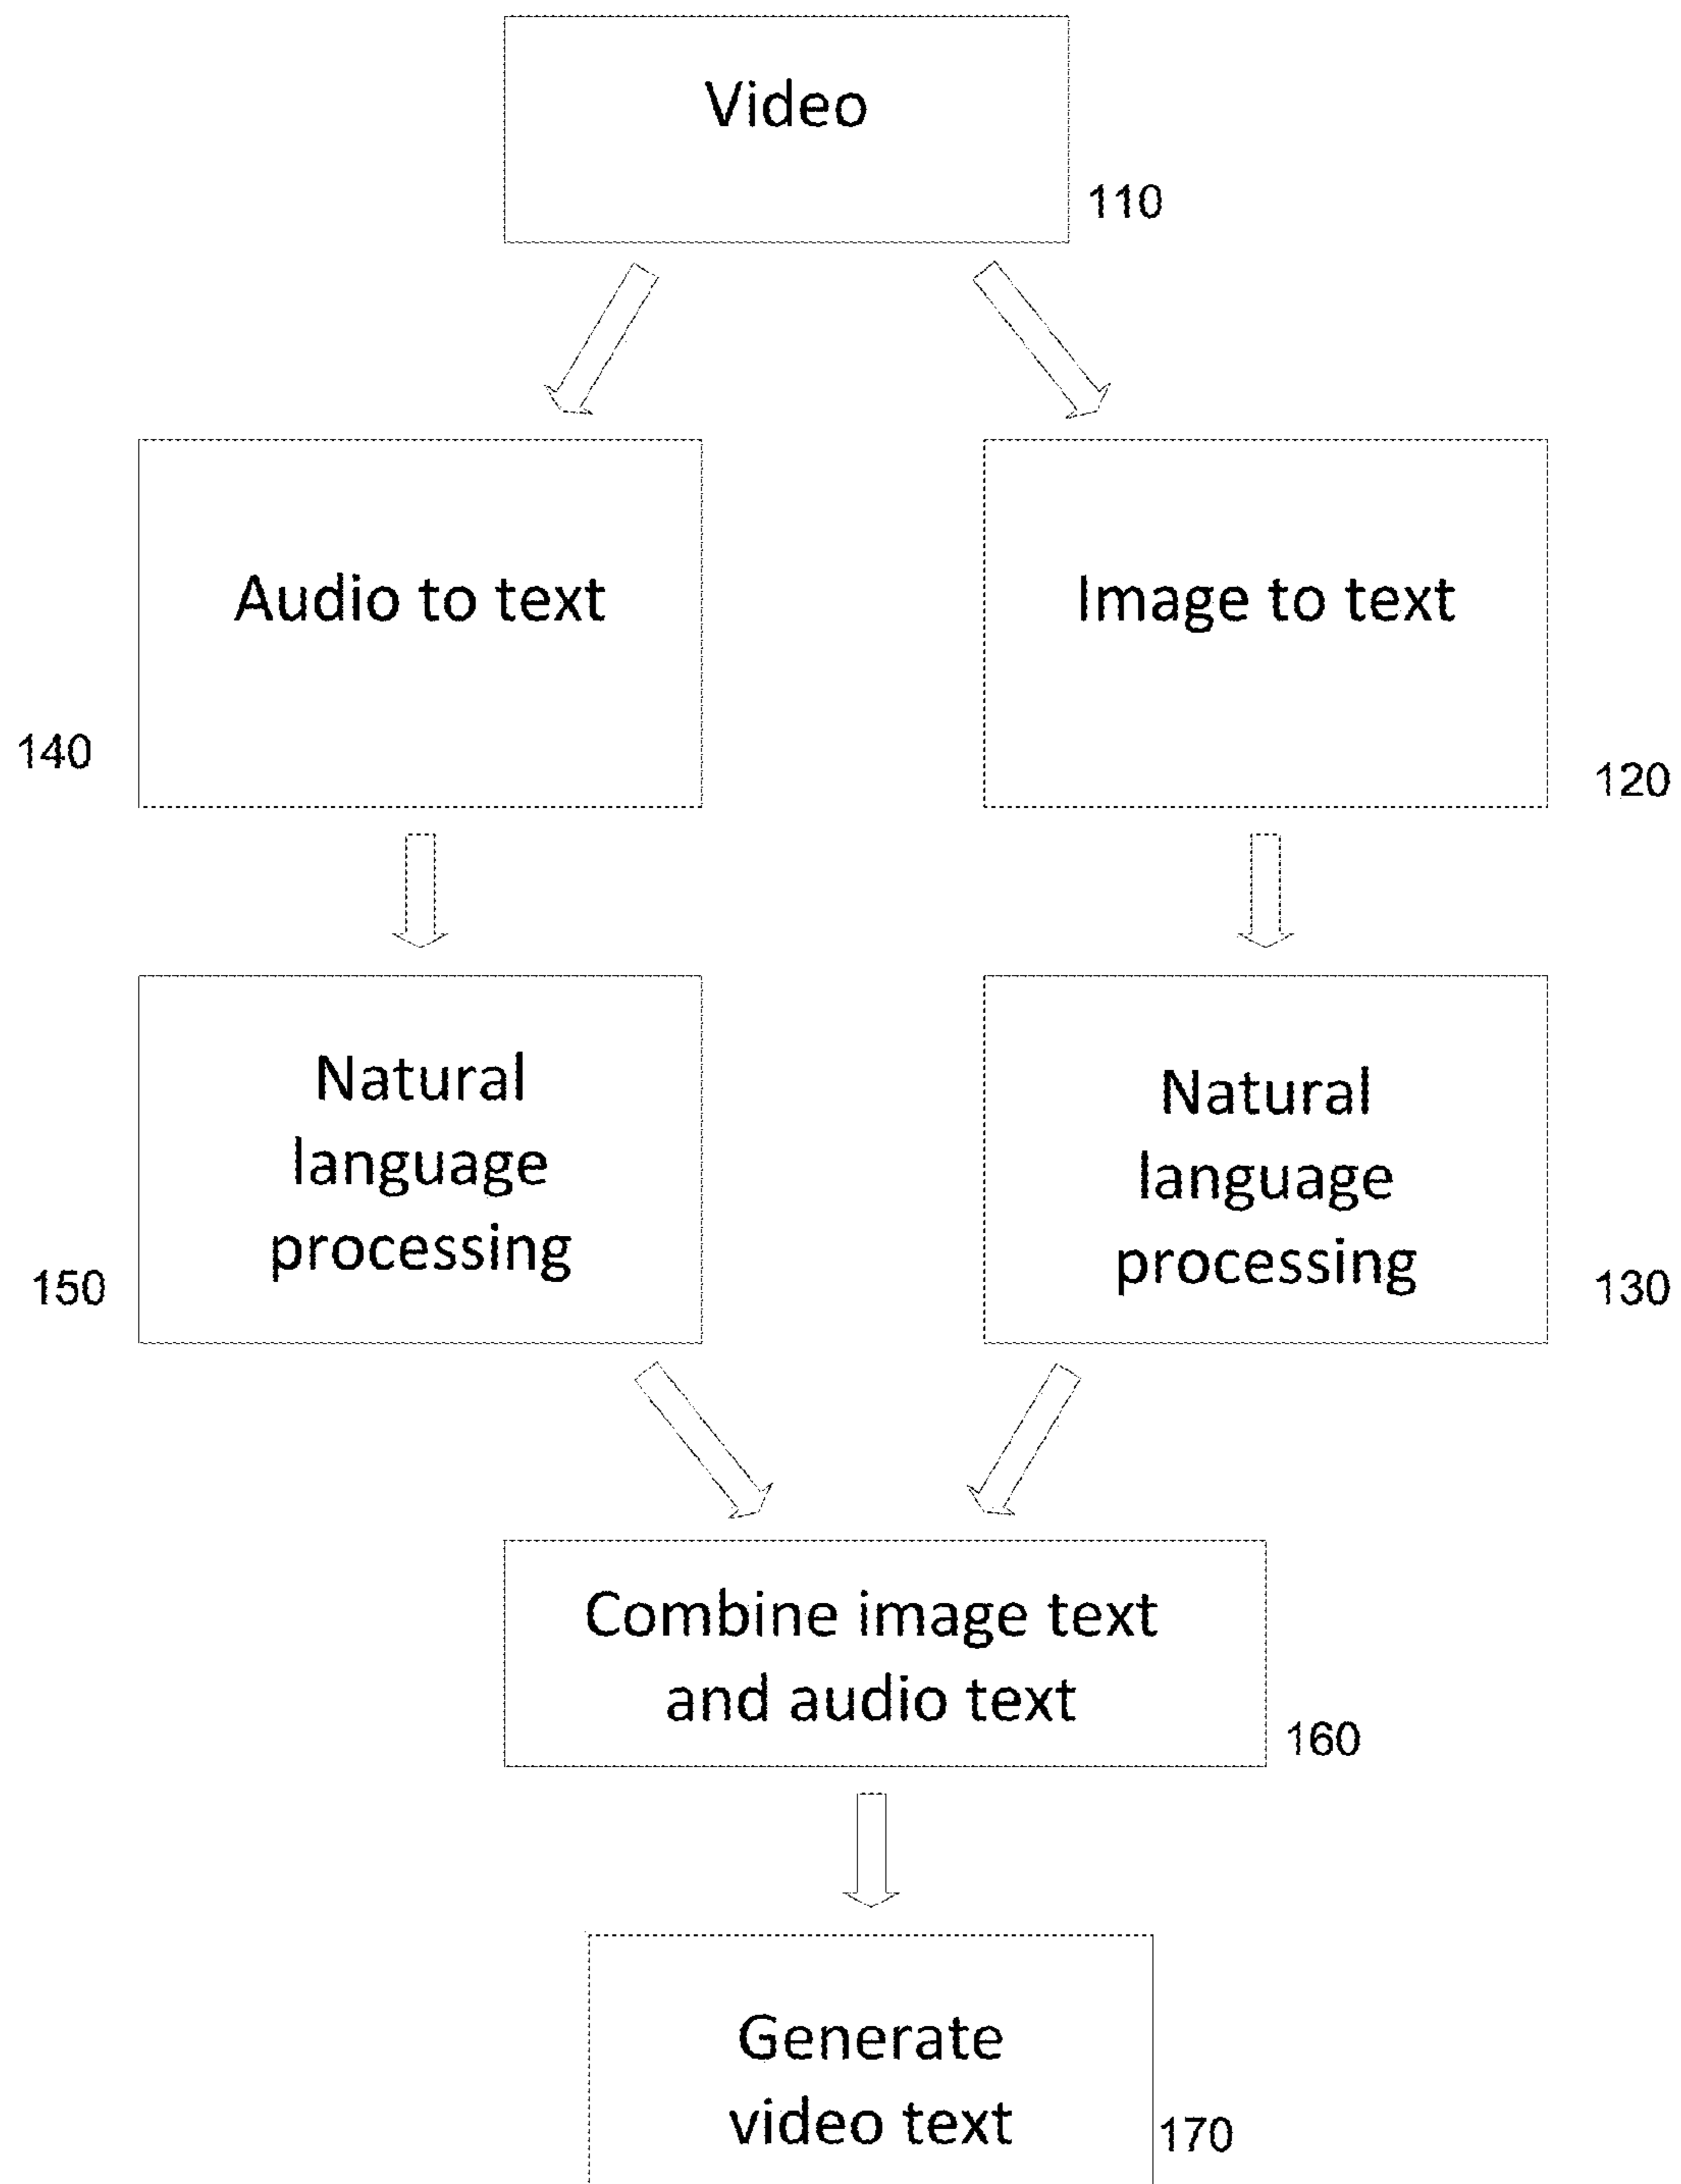 Video
110
Audio to text
Image to text
140
120
Natural
language
processing
150
Natural
language
processing
130
Combine image text
and audio text
160
Generate
video text
170